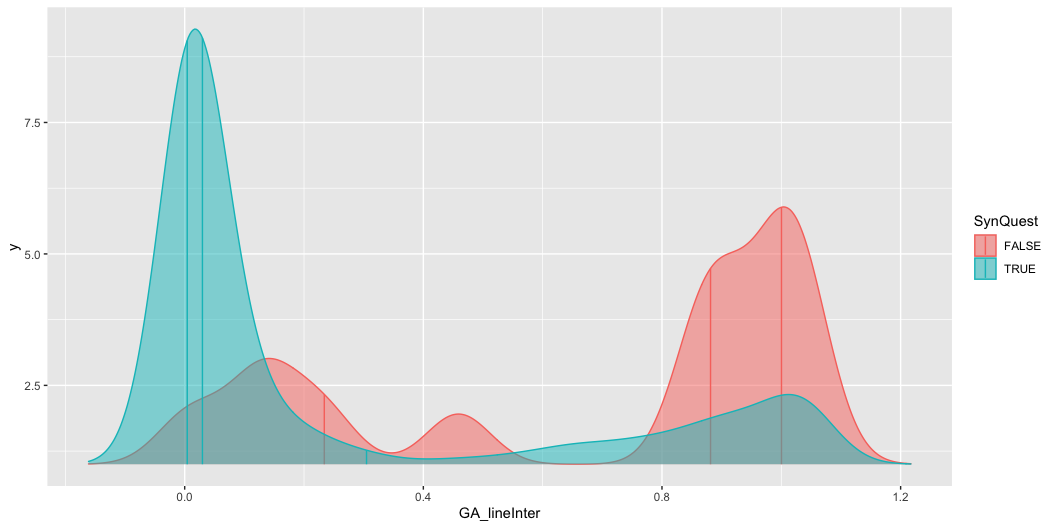 7.5
5.0
2.5
y
0.0
0.4
0.8
1.2
GA_lineInter
SynQuest
FALSE
TRUE